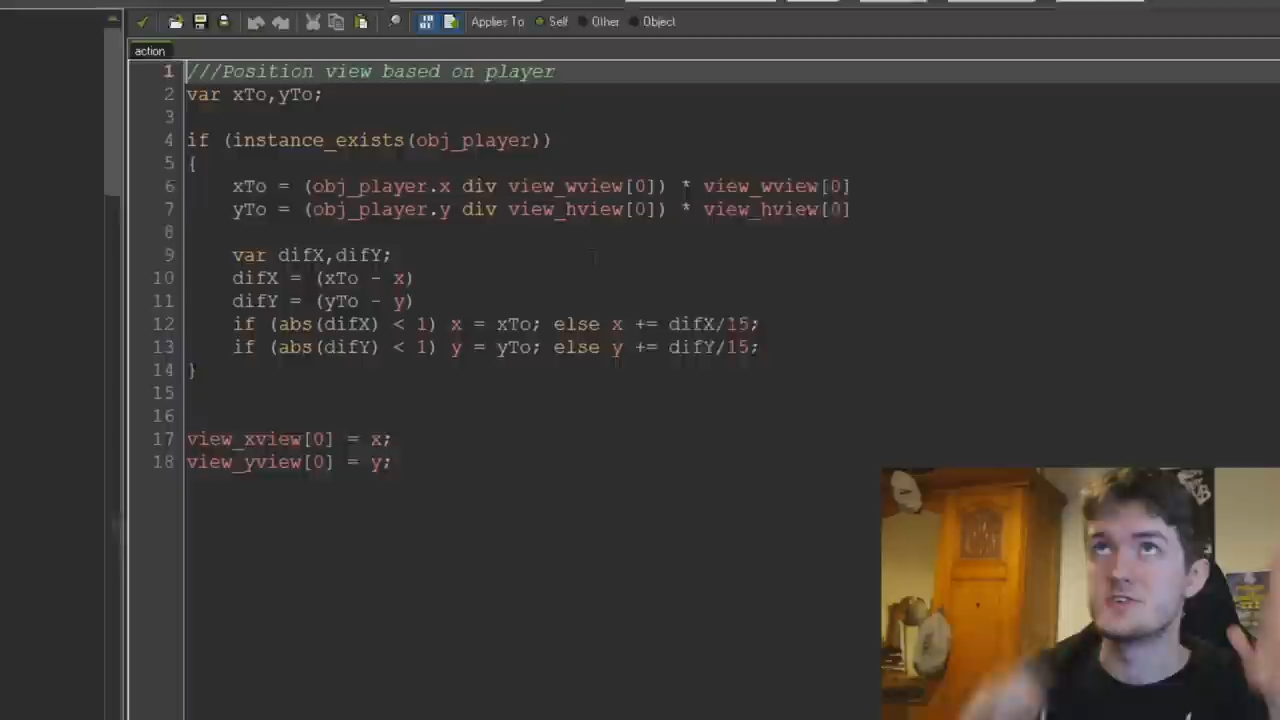 Applies To Self Other Object
action
1 ///Position view based on player
2 var xTo,yTo;
3
4 if (instance_exists(obj_player))
5 {
6 xTo = (obj_player.x div view_wview[0]) * view_wview[0]
7 yTo = (obj_player.y div view_hview[0]) * view_hview[0]
8
9 var difX,difY;
10 difX = (xTo - x)
11 difY = (yTo - y)
12 if (abs(difX) < 1) x = xTo; else x += difX/15;
13 if (abs(difY) < 1) y = yTo; else y += difY/15;
14 }
15
16
17 view_xview[0] = x;
18 view_yview[0] = y;